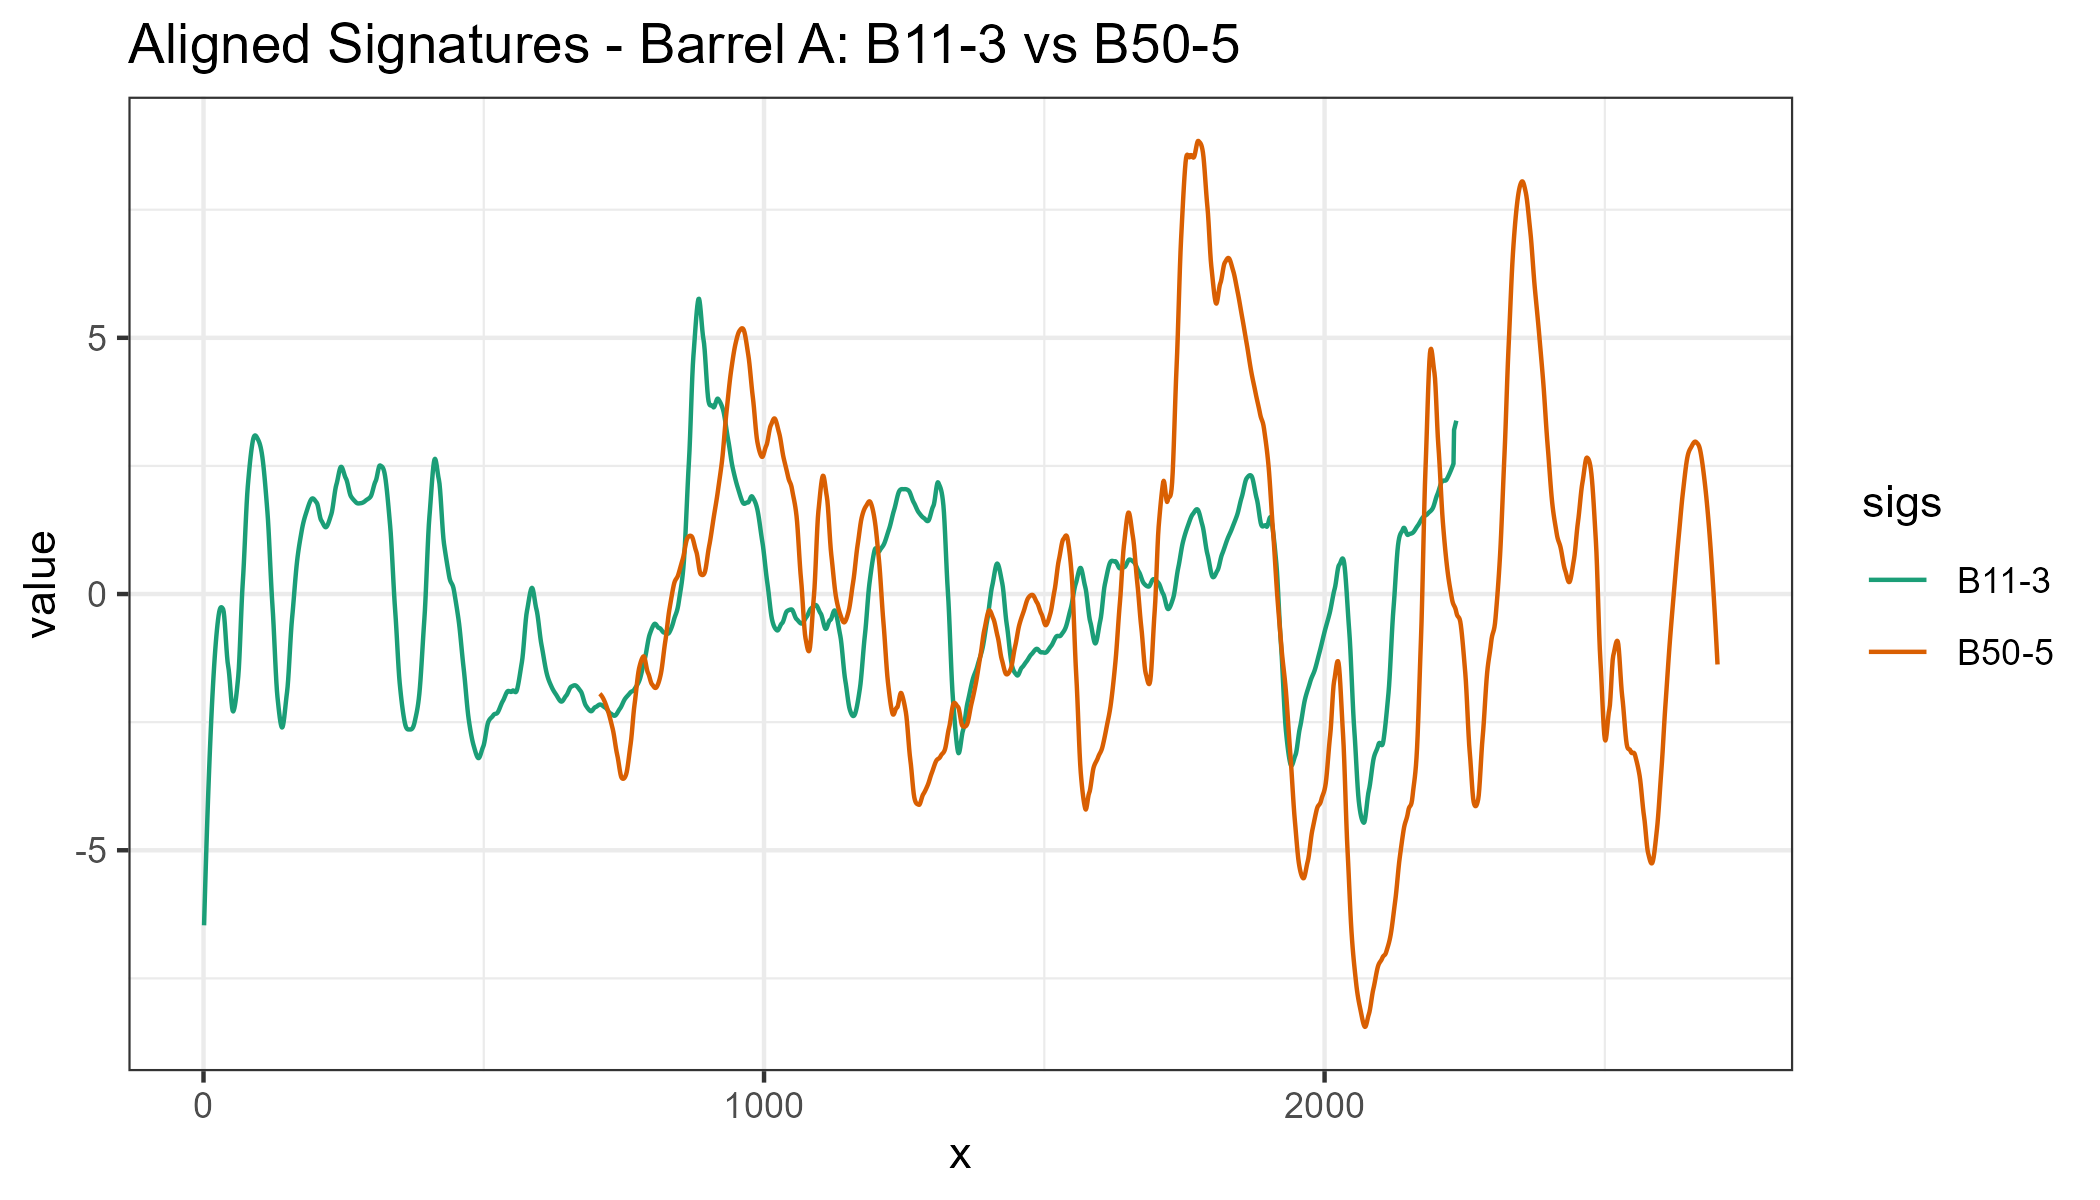 Aligned Signatures - Barrel A: B11-3 vs B50-5
value
5
0
-5
0
1000
2000
x
sigs
B11-3
B50-5